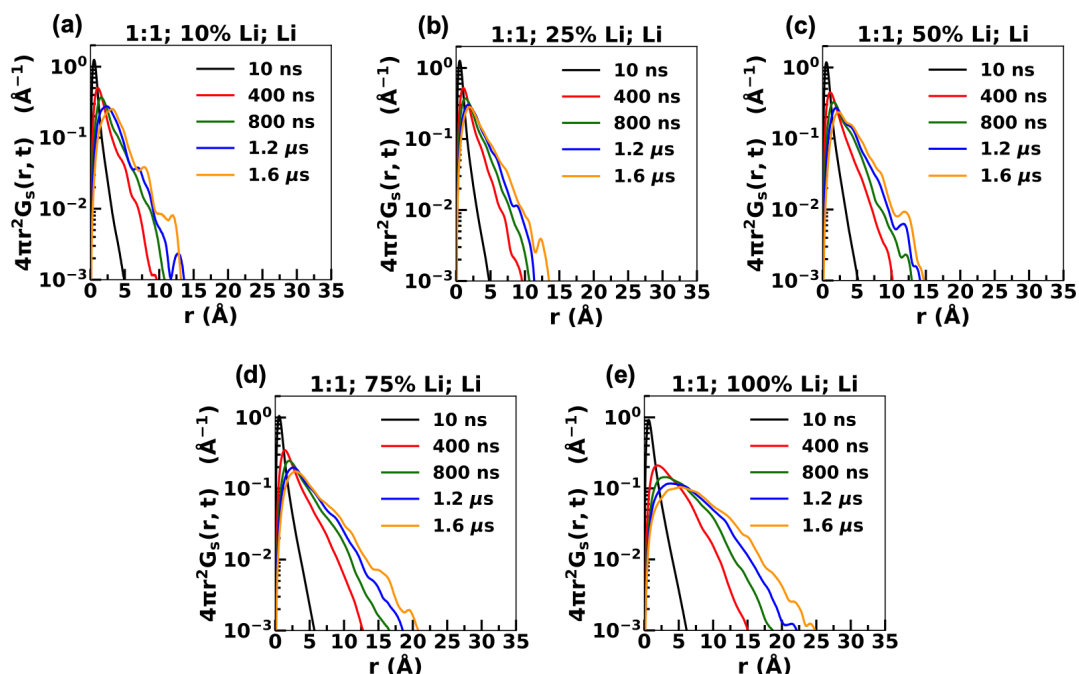 (a)
1:1; 10% Li; Li
4πr²Gₛ(r, t) (Å⁻¹)
10⁰
10⁻¹
10⁻²
10⁻³
10 ns
400 ns
800 ns
1.2 μs
1.6 μs
0 5 10 15 20 25 30 35
r (Å)
(b)
1:1; 25% Li; Li
4πr²Gₛ(r, t) (Å⁻¹)
10⁰
10⁻¹
10⁻²
10⁻³
10 ns
400 ns
800 ns
1.2 μs
1.6 μs
0 5 10 15 20 25 30 35
r (Å)
(c)
1:1; 50% Li; Li
4πr²Gₛ(r, t) (Å⁻¹)
10⁰
10⁻¹
10⁻²
10⁻³
10 ns
400 ns
800 ns
1.2 μs
1.6 μs
0 5 10 15 20 25 30 35
r (Å)
(d)
1:1; 75% Li; Li
4πr²Gₛ(r, t) (Å⁻¹)
10⁰
10⁻¹
10⁻²
10⁻³
10 ns
400 ns
800 ns
1.2 μs
1.6 μs
0 5 10 15 20 25 30 35
r (Å)
(e)
1:1; 100% Li; Li
4πr²Gₛ(r, t) (Å⁻¹)
10⁰
10⁻¹
10⁻²
10⁻³
10 ns
400 ns
800 ns
1.2 μs
1.6 μs
0 5 10 15 20 25 30 35
r (Å)